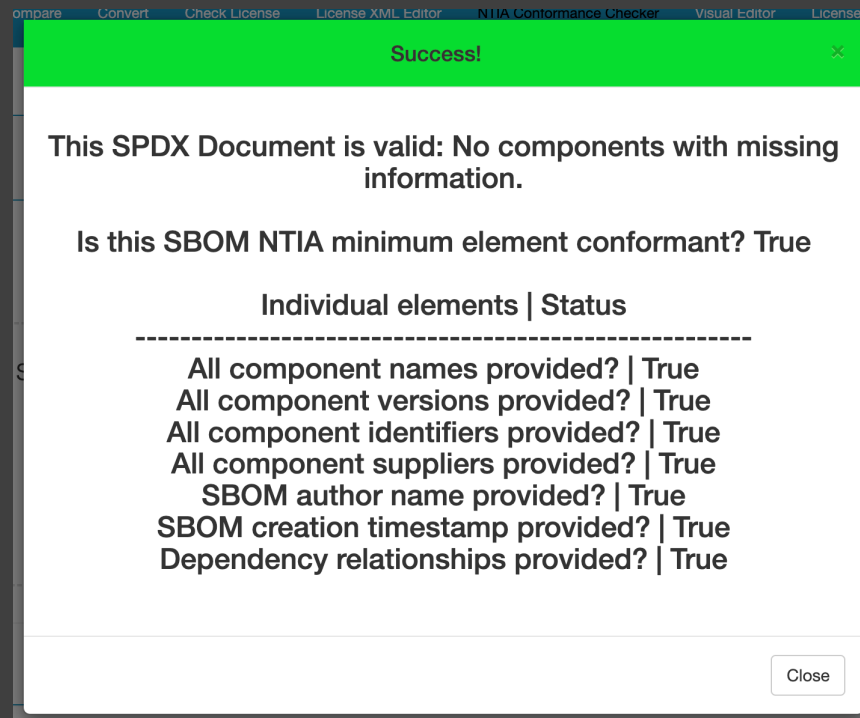 ompare Convert Check License License XML Editor NTIA Conformance Checker Visual Editor License
Success!
×
This SPDX Document is valid: No components with missing
information.
Is this SBOM NTIA minimum element conformant? True
Individual elements | Status
-------------------------------------------------------
All component names provided? | True
All component versions provided? | True
All component identifiers provided? | True
All component suppliers provided? | True
SBOM author name provided? | True
SBOM creation timestamp provided? | True
Dependency relationships provided? | True
Close